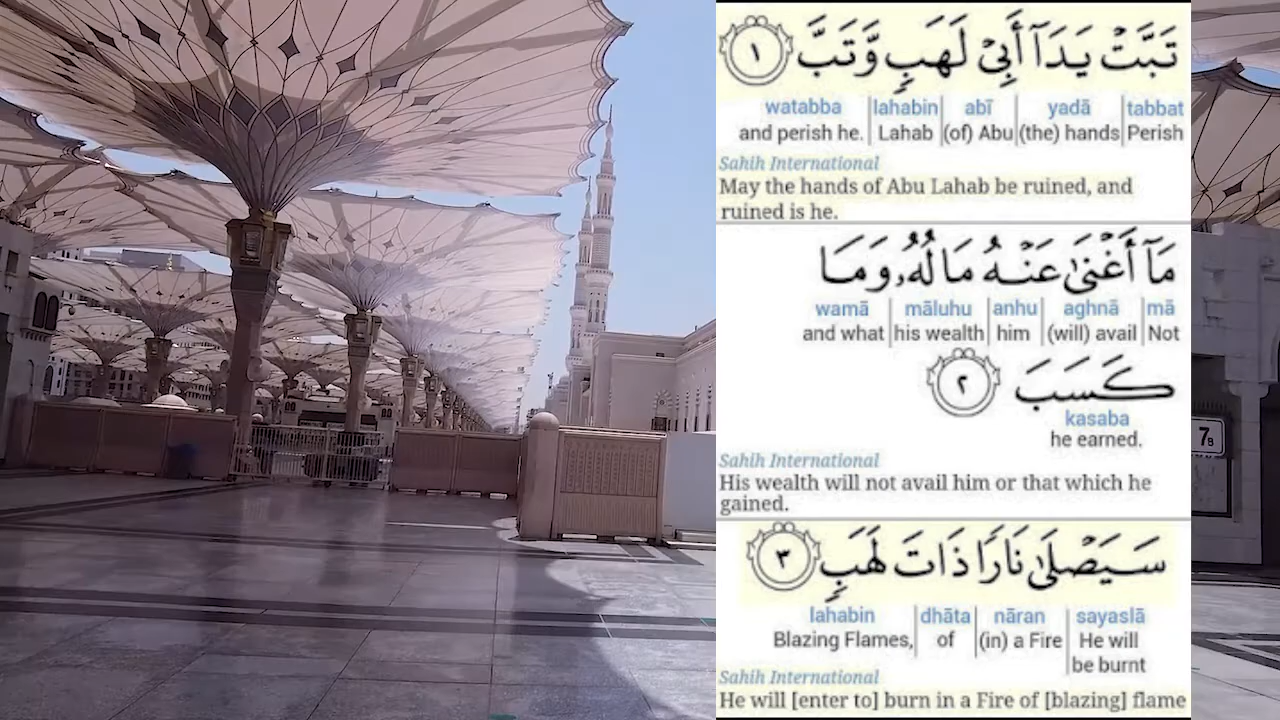 تَبَّتْ يَدَآ أَبِى لَهَبٍ وَّتَبَّ ١
watabba lahabin abī yadā tabbat
and perish he. Lahab (of) Abu (the) hands Perish
Sahih International
May the hands of Abu Lahab be ruined, and
ruined is he.
مَآ أَغْنَىٰ عَنْهُ مَالُهُۥ وَمَا
wamā māluhu anhu aghnā mā
and what his wealth him (will) avail Not
كَسَبَ ٢
kasaba
he earned.
Sahih International
His wealth will not avail him or that which he
gained.
سَيَصْلَىٰ نَارًا ذَاتَ لَهَبٍ ٣
lahabin dhāta nāran sayaslā
Blazing Flames, of (in) a Fire He will
be burnt
Sahih International
He will [enter to] burn in a Fire of [blazing] flame
7B